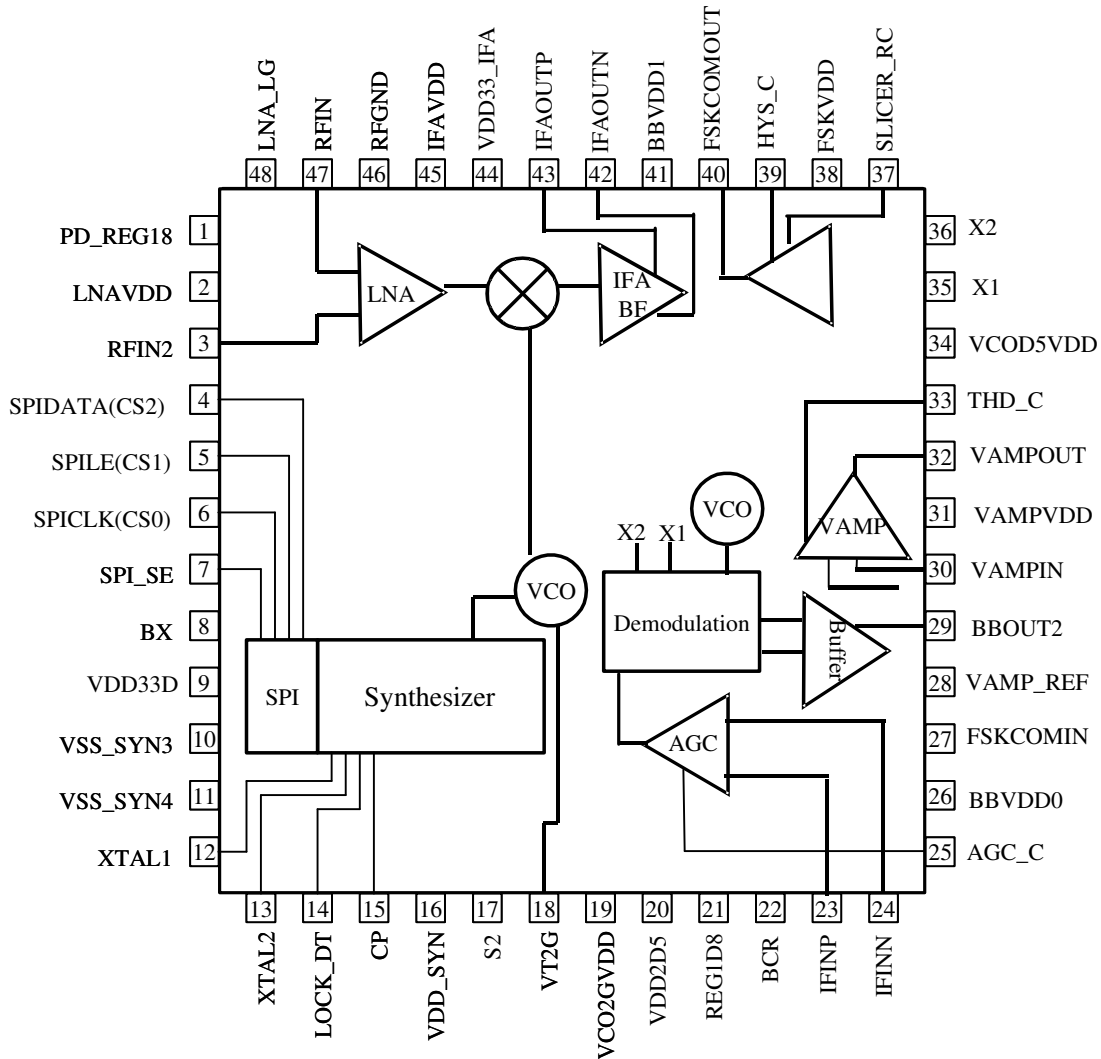 LNA_LG
RFIN
RFGND
IFAVDD
VDD33_IFA
IFAOUTP
IFAOUTN
BBVDD1
FSKCOMOUT
HYS_C
FSKVDD
SLICER_RC
48 47 46 45 44 43 42 41 40 39 38 37
PD_REG18 1
LNAVDD 2
RFIN2 3
SPIDATA(CS2) 4
SPILE(CS1) 5
SPICLK(CS0) 6
SPI_SE 7
BX 8
VDD33D 9
VSS_SYN3 10
VSS_SYN4 11
XTAL1 12
LNA
IFA
BF
VCO
X2 X1
VCO
Demodulation
VAMP
Buffer
SPI
Synthesizer
AGC
36 X2
35 X1
34 VCOD5VDD
33 THD_C
32 VAMPOUT
31 VAMPVDD
30 VAMPIN
29 BBOUT2
28 VAMP_REF
27 FSKCOMIN
26 BBVDD0
25 AGC_C
13 14 15 16 17 18 19 20 21 22 23 24
XTAL2
LOCK_DT
CP
VDD_SYN
S2
VT2G
VCO2GVDD
VDD2D5
REG1D8
BCR
IFINP
IFINN